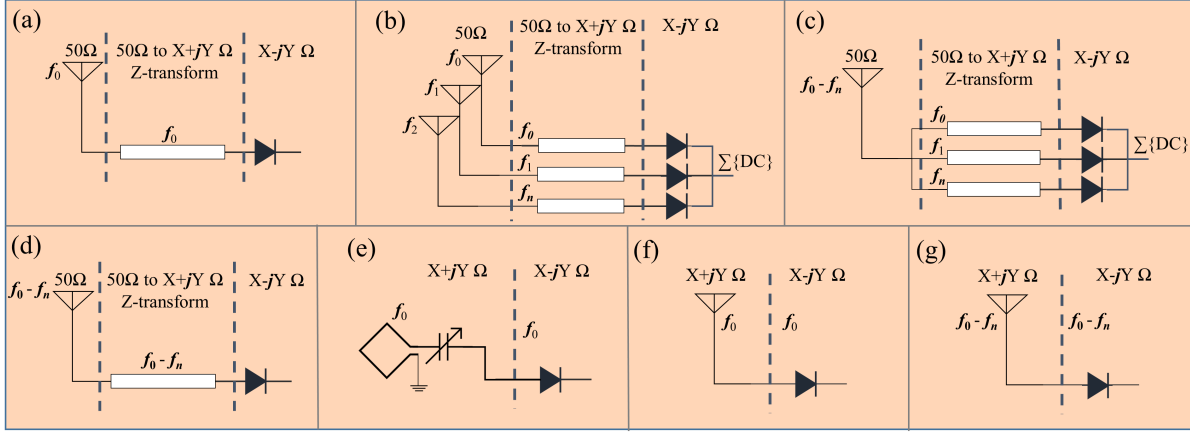 (a)
50Ω
50Ω to X+jY Ω
X-jY Ω
Z-transform
f0
f0
(b)
50Ω
50Ω to X+jY Ω
X-jY Ω
Z-transform
f0
f1
f2
f0
f1
fn
∑{DC}
(c)
50Ω
50Ω to X+jY Ω
X-jY Ω
Z-transform
f0 - fn
f0
f1
fn
∑{DC}
(d)
50Ω
50Ω to X+jY Ω
X-jY Ω
Z-transform
f0 - fn
f0 - fn
(e)
X+jY Ω
X-jY Ω
f0
f0
(f)
X+jY Ω
X-jY Ω
f0
f0
(g)
X+jY Ω
X-jY Ω
f0 - fn
f0 - fn